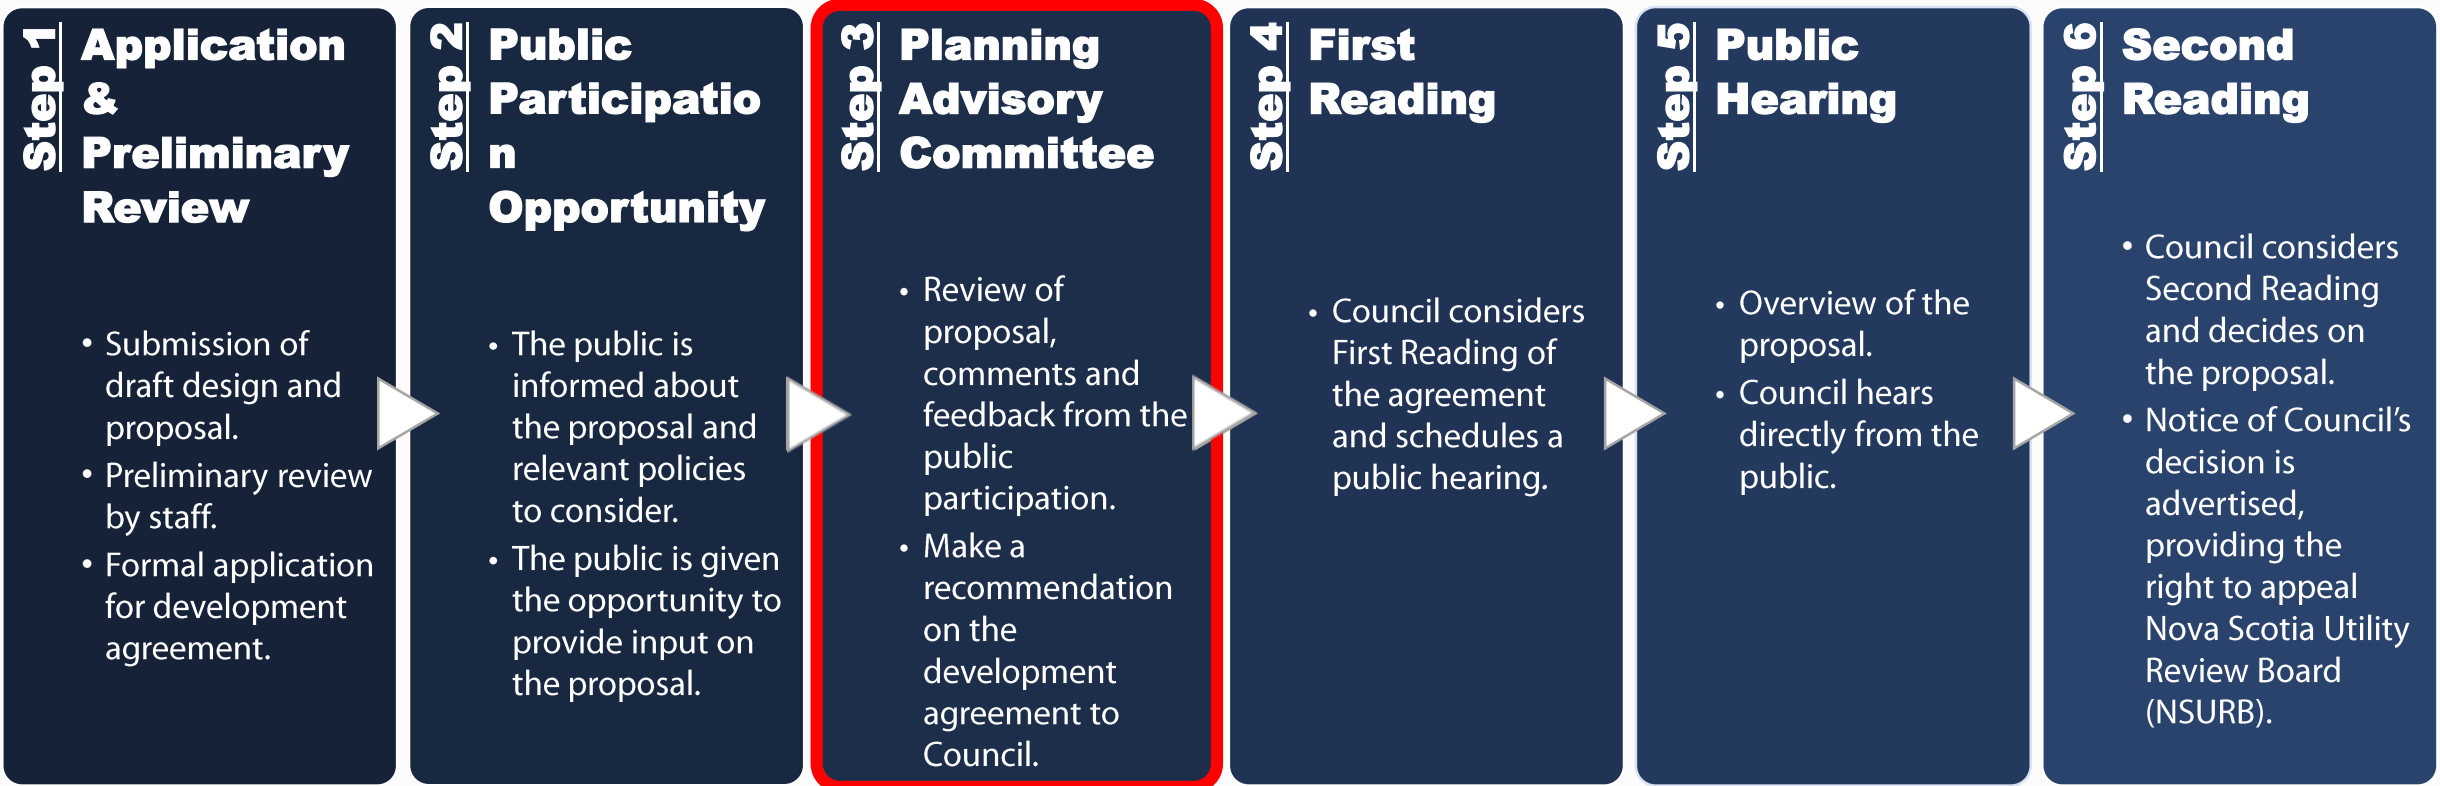 Step 1
Application
&
Preliminary
Review
• Submission of
draft design and
proposal.
• Preliminary review
by staff.
• Formal application
for development
agreement.
Step 2
Public
Participatio
n
Opportunity
• The public is
informed about
the proposal and
relevant policies
to consider.
• The public is given
the opportunity to
provide input on
the proposal.
Step 3
Planning
Advisory
Committee
• Review of
proposal,
comments and
feedback from the
public
participation.
• Make a
recommendation
on the
development
agreement to
Council.
Step 4
First
Reading
• Council considers
First Reading of
the agreement
and schedules a
public hearing.
Step 5
Public
Hearing
• Overview of the
proposal.
• Council hears
directly from the
public.
Step 6
Second
Reading
• Council considers
Second Reading
and decides on
the proposal.
• Notice of Council’s
decision is
advertised,
providing the
right to appeal
Nova Scotia Utility
Review Board
(NSURB).